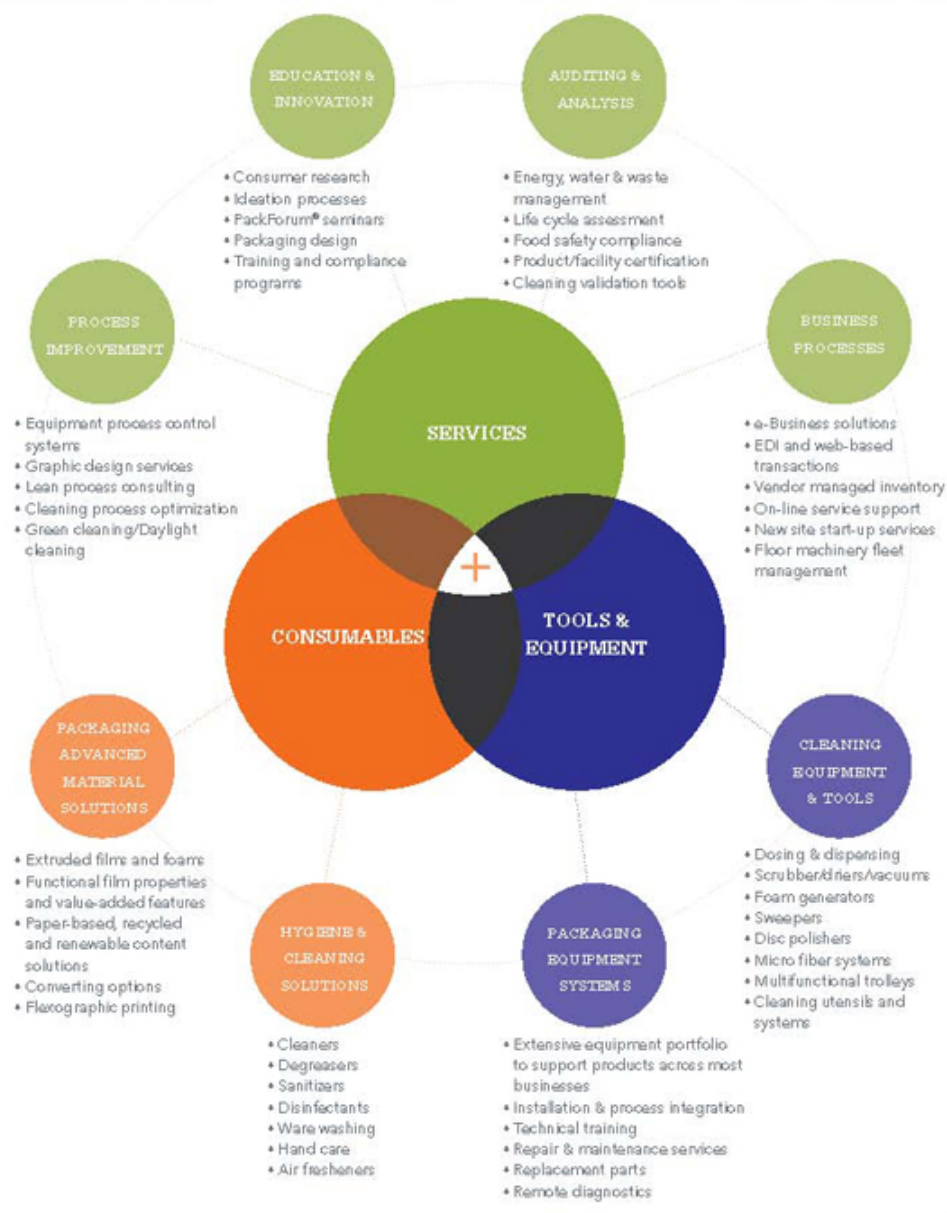 EDUCATION &
INNOVATION
• Consumer research
• Ideation processes
• PackForum® seminars
• Packaging design
• Training and compliance
programs
AUDITING &
ANALYSIS
• Energy, water & waste
management
• Life cycle assessment
• Food safety compliance
• Product/facility certification
• Cleaning validation tools
PROCESS
IMPROVEMENT
• Equipment process control
systems
• Graphic design services
• Lean process consulting
• Cleaning process optimization
• Green cleaning/Daylight
cleaning
BUSINESS
PROCESSES
• e-Business solutions
• EDI and web-based
transactions
• Vendor managed inventory
• On-line service support
• New site start-up services
• Floor machinery fleet
management
SERVICES
+
CONSUMABLES
TOOLS &
EQUIPMENT
PACKAGING
ADVANCED
MATERIAL
SOLUTIONS
• Extruded films and foams
• Functional film properties
and value-added features
• Paper-based, recycled
and renewable content
solutions
• Converting options
• Flexographic printing
HYGIENE &
CLEANING
SOLUTIONS
• Cleaners
• Degreasers
• Sanitizers
• Disinfectants
• Ware washing
• Hand care
• Air fresheners
PACKAGING
EQUIPMENT
SYSTEMS
• Extensive equipment portfolio
to support products across most
businesses
• Installation & process integration
• Technical training
• Repair & maintenance services
• Replacement parts
• Remote diagnostics
CLEANING
EQUIPMENT
& TOOLS
• Dosing & dispensing
• Scrubber/driers/vacuums
• Foam generators
• Sweepers
• Disc polishers
• Micro fiber systems
• Multifunctional trolleys
• Cleaning utensils and
systems